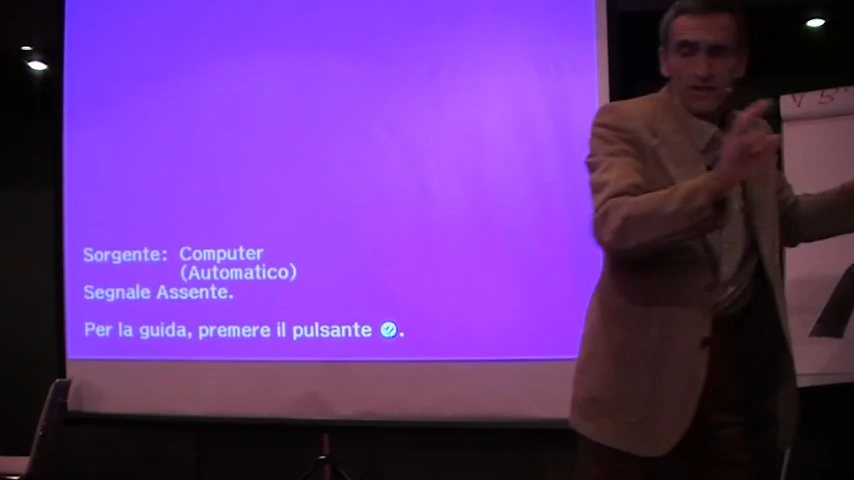 Sorgente: Computer
(Automatico)
Segnale Assente.
Per la guida, premere il pulsante ?.